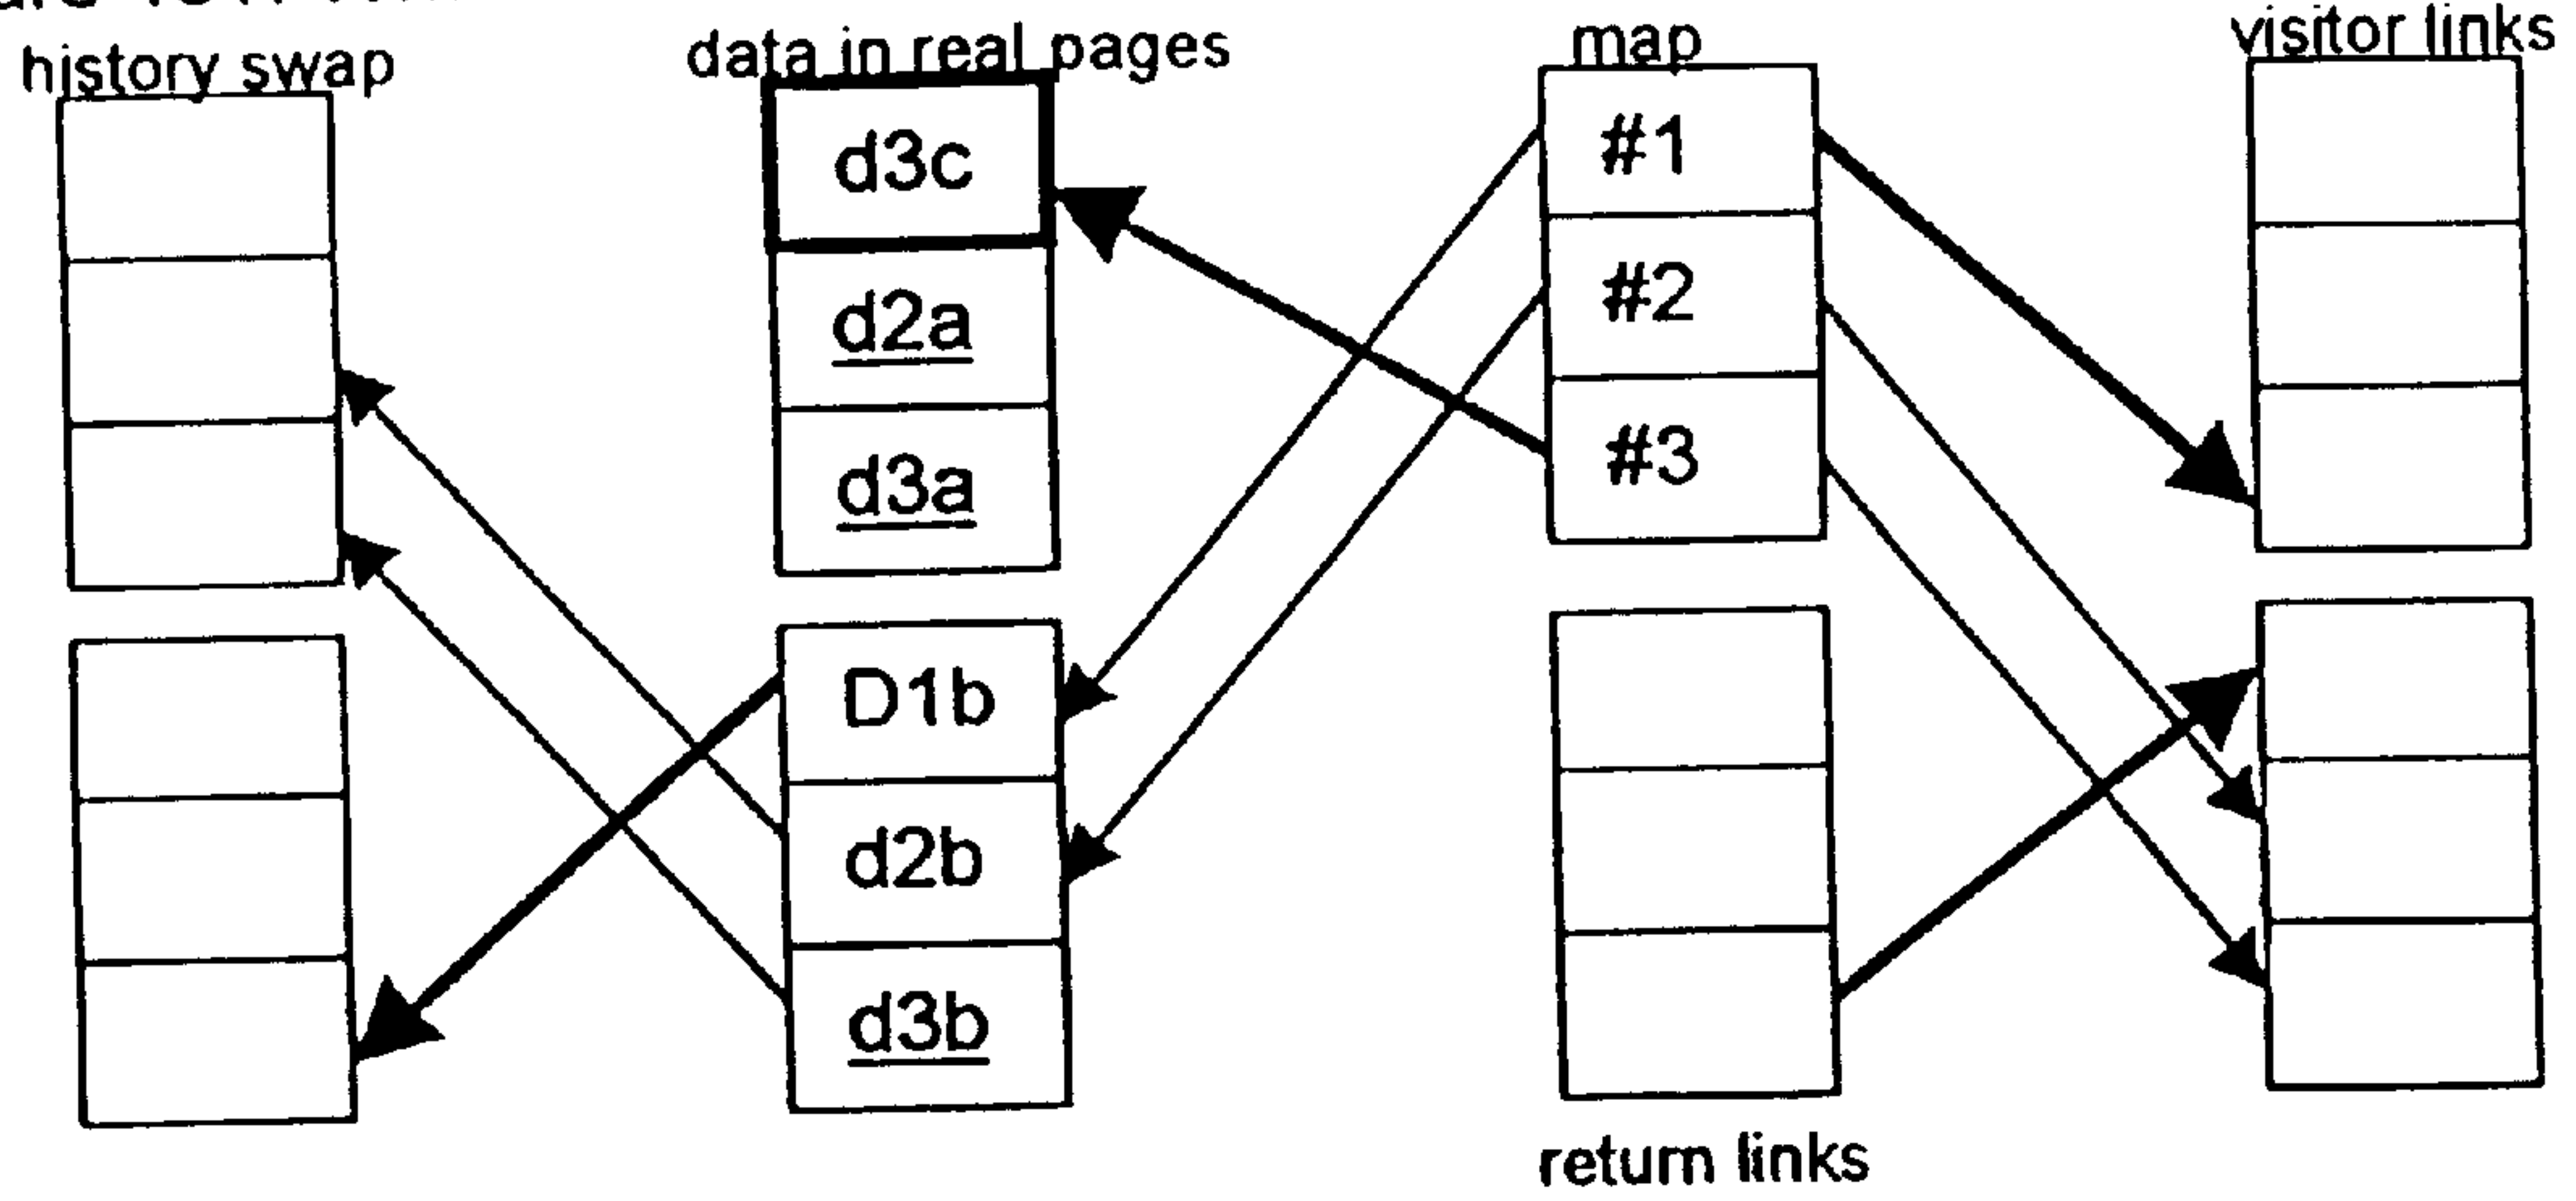 history swap
data in real pages
map
visitor links
d3c
d2a
d3a
D1b
d2b
d3b
#1
#2
#3
return links